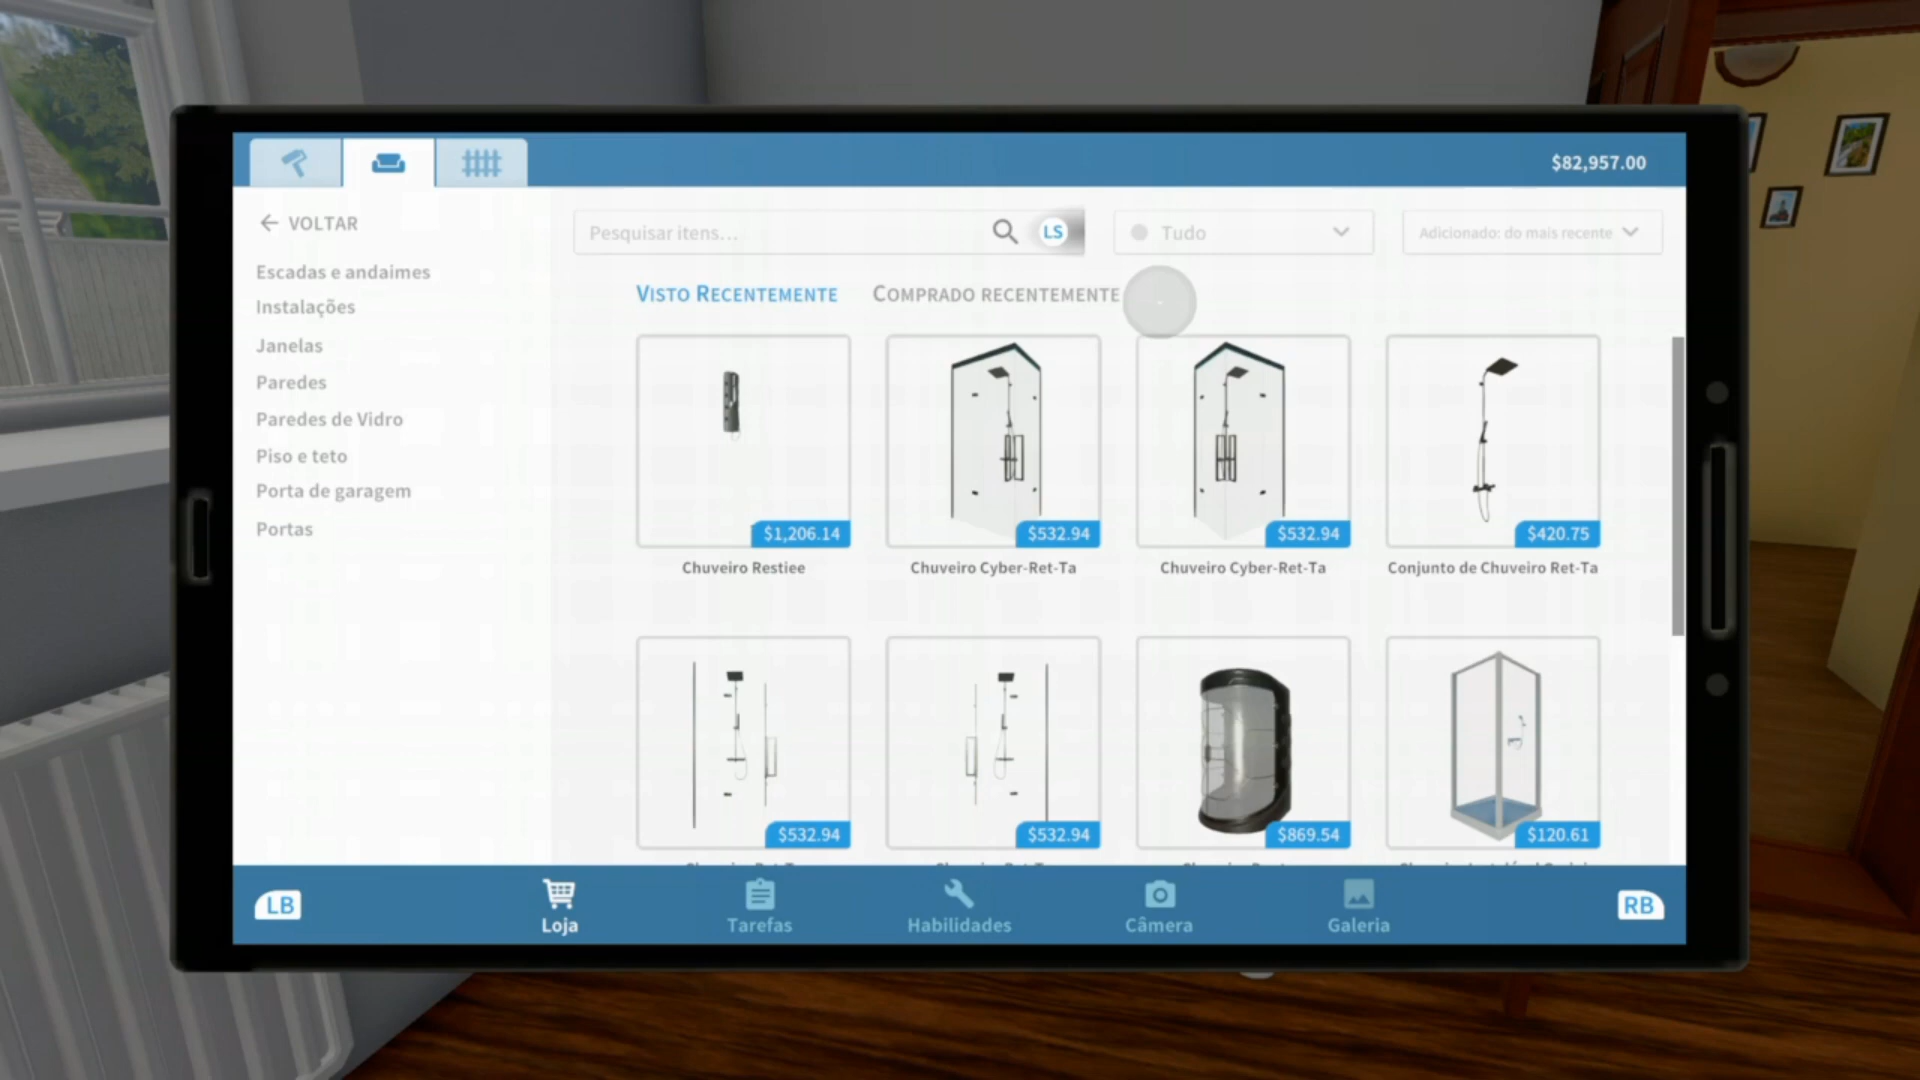 $82,957.00
VOLTAR
Pesquisar itens...
LS
Tudo
Adicionado: do mais recente
Escadas e andaimes
Instalações
Janelas
Paredes
Paredes de Vidro
Piso e teto
Porta de garagem
Portas
VISTO RECENTEMENTE
COMPRADO RECENTEMENTE
$1,206.14
$532.94
$532.94
$420.75
Chuveiro Restiee
Chuveiro Cyber-Ret-Ta
Chuveiro Cyber-Ret-Ta
Conjunto de Chuveiro Ret-Ta
$532.94
$532.94
$869.54
$120.61
LB
Loja
Tarefas
Habilidades
Câmera
Galeria
RB